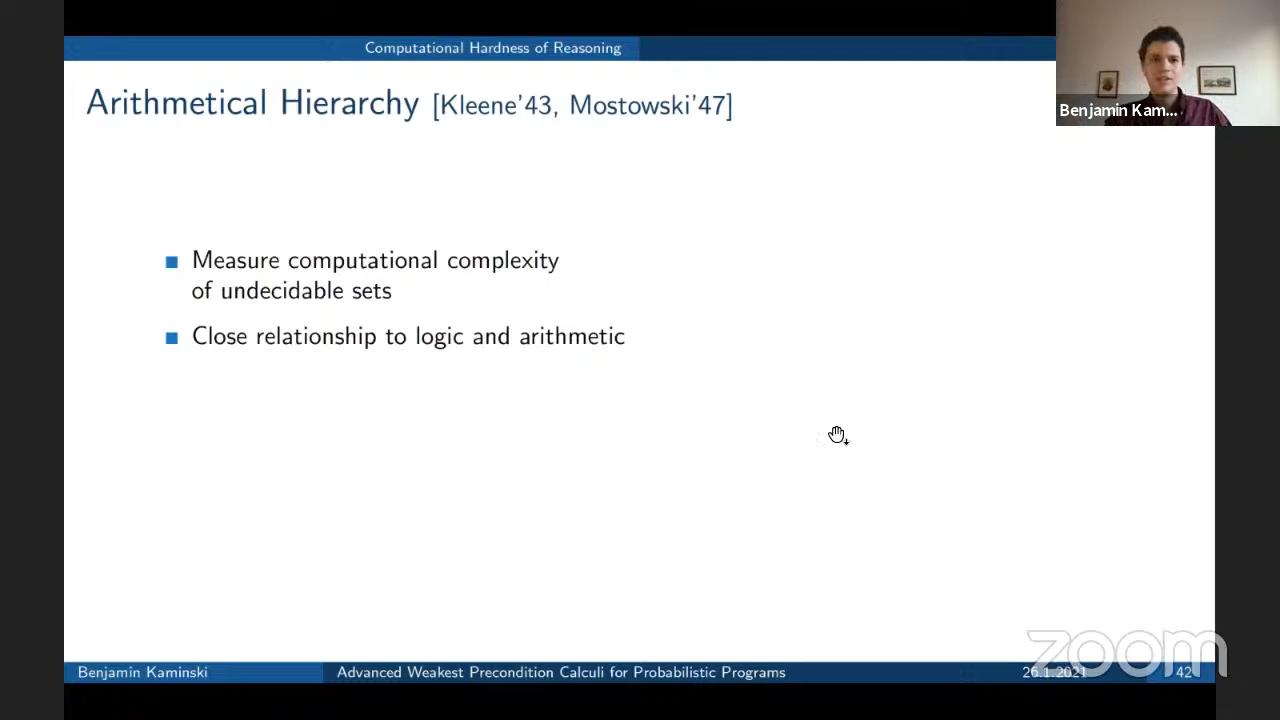 Computational Hardness of Reasoning
Arithmetical Hierarchy [Kleene'43, Mostowski'47]
Benjamin Kam...
Measure computational complexity
of undecidable sets
Close relationship to logic and arithmetic
zoom
Benjamin Kaminski
Advanced Weakest Precondition Calculi for Probabilistic Programs
26.1.2021
42